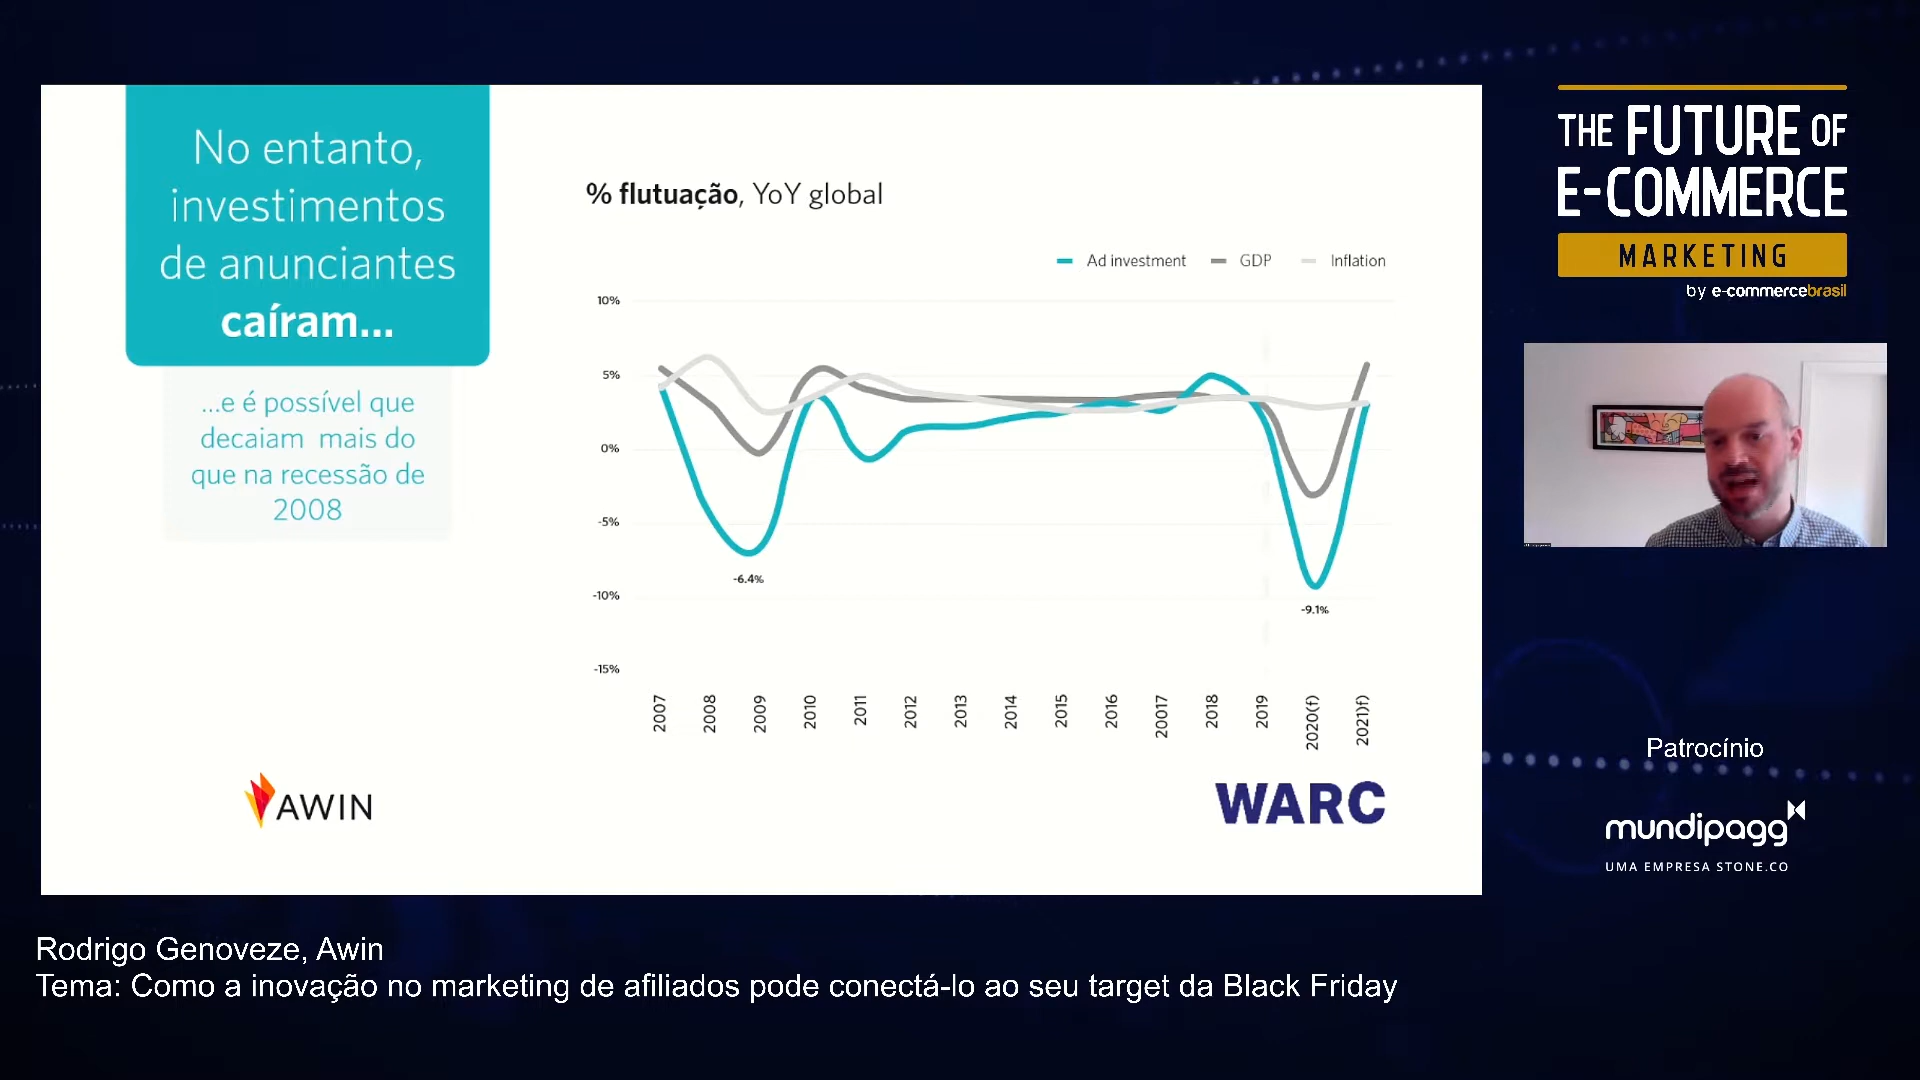 No entanto,
investimentos
de anunciantes
caíram...
...e é possível que
decaiam mais do
que na recessão de
2008
% flutuação, YoY global
Ad investment GDP Inflation
10%
5%
0%
-5%
-10%
-15%
-6.4%
-9.1%
2007 2008 2009 2010 2011 2012 2013 2014 2015 2016 20017 2018 2019 2020(f) 2021)f)
AWIN
WARC
THE FUTURE OF
E-COMMERCE
MARKETING
by e-commercebrasil
Patrocínio
mundipagg
UMA EMPRESA STONE.CO
Rodrigo Genoveze, Awin
Tema: Como a inovação no marketing de afiliados pode conectá-lo ao seu target da Black Friday